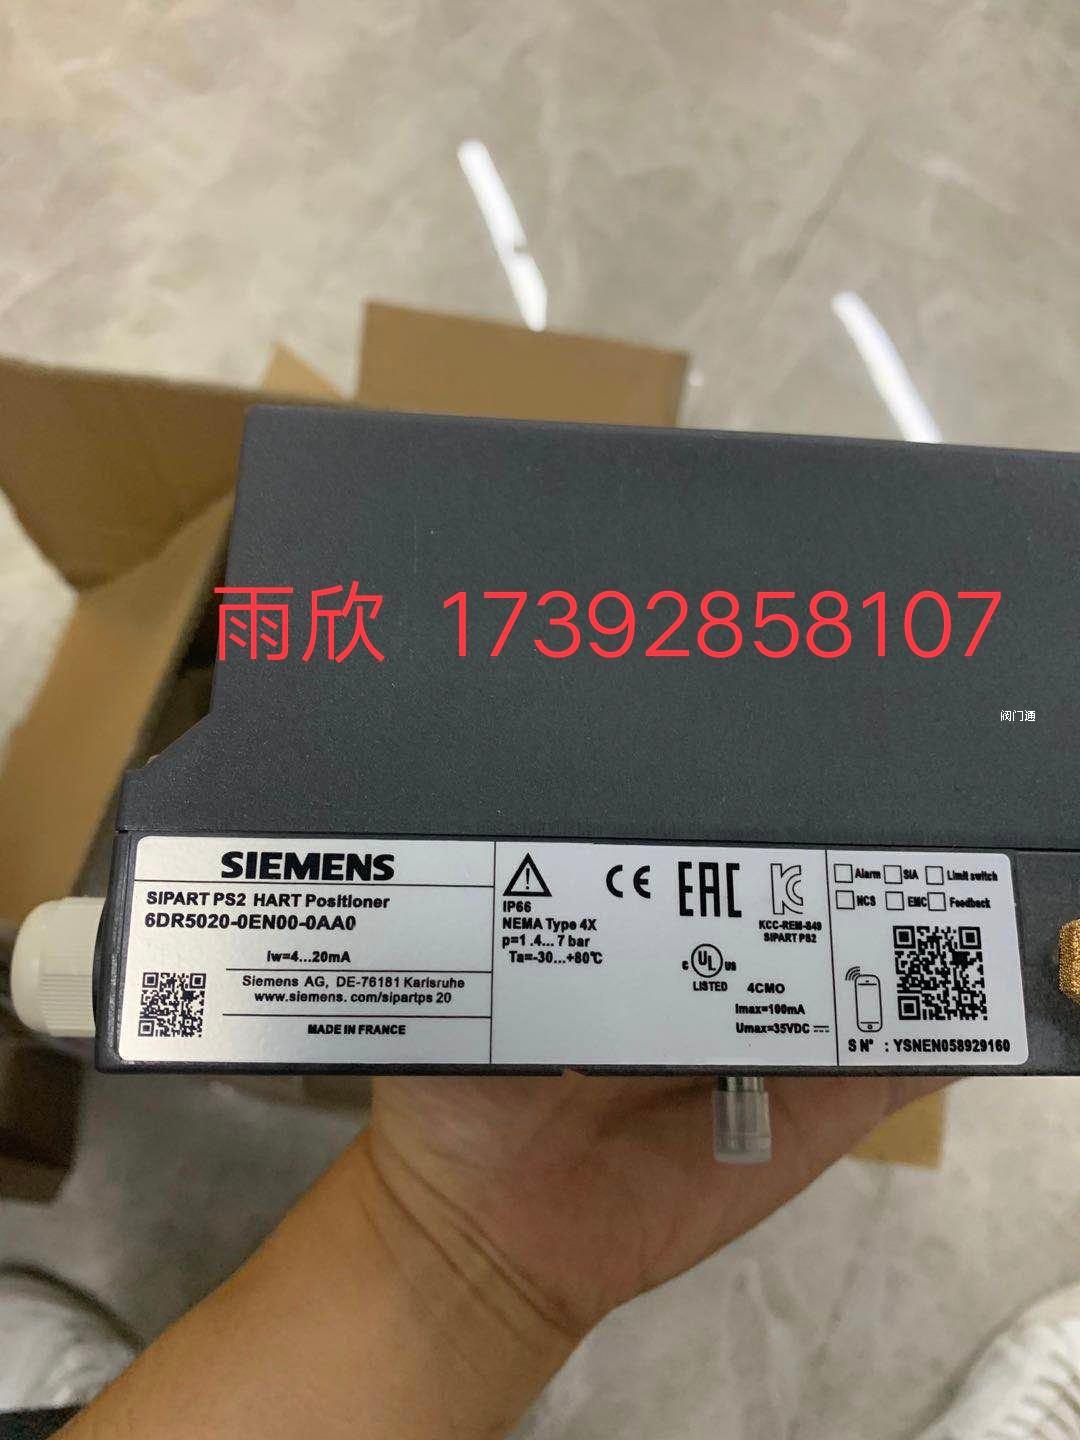 雨欣 17392858107
阀门通
SIEMENS
SIPART PS2 HART Positioner
6DR5020-0EN00-0AA0
Iw=4...20mA
Siemens AG, DE-76181 Karlsruhe
www.siemens.com/sipartps 20
MADE IN FRANCE
IP66
NEMA Type 4X
p=1.4...7 bar
Ta=-30...+80℃
CE
EAC
KC
KCC-REM-S49
SIPART PS2
C UL US
LISTED 4CMO
Imax=100mA
Umax=35VDC
Alarm SIA Limit switch
NCS EMC Feedback
S N° : YSNEN058929160